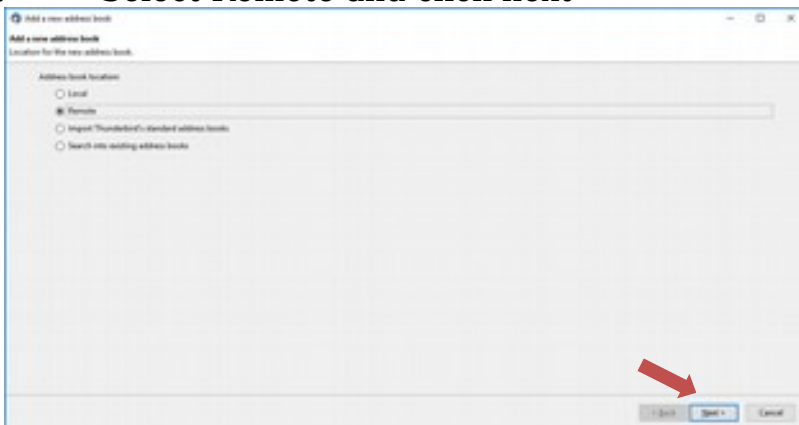 Select Remote and click next
Add a new address book
Add a new address book
Location for the new address book.
Address book location:
Local
Remote
Import Thunderbird's standard address books
Search into existing address books
< Back Next > Cancel